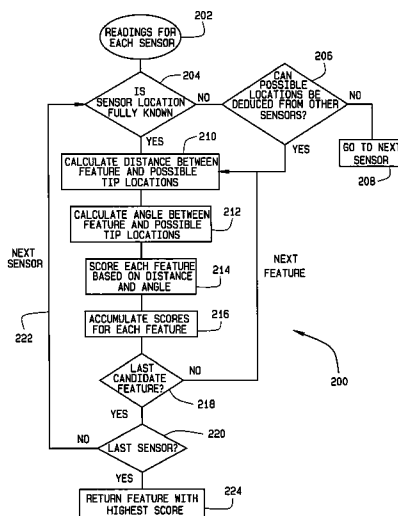 202
READINGS FOR
EACH SENSOR
204
IS
SENSOR LOCATION
FULLY KNOWN
NO
206
CAN
POSSIBLE
LOCATIONS BE
DEDUCED FROM OTHER
SENSORS?
NO
YES
YES
GO TO NEXT
SENSOR
208
210
CALCULATE DISTANCE BETWEEN
FEATURE AND POSSIBLE
TIP LOCATIONS
CALCULATE ANGLE BETWEEN
FEATURE AND POSSIBLE
TIP LOCATIONS
212
NEXT
SENSOR
NEXT
FEATURE
SCORE EACH FEATURE
BASED ON DISTANCE
AND ANGLE
214
222
ACCUMULATE SCORES
FOR EACH FEATURE
216
200
LAST
CANDIDATE
FEATURE?
NO
218
YES
220
NO
LAST SENSOR?
YES
224
RETURN FEATURE WITH
HIGHEST SCORE